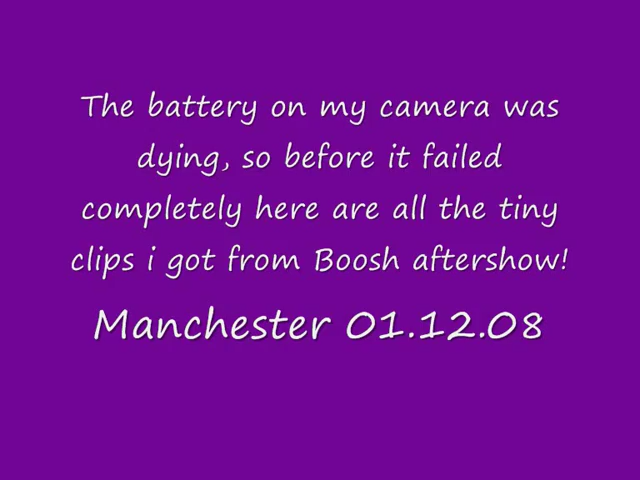 The battery on my camera was
dying, so before it failed
completely here are all the tiny
clips i got from Boosh aftershow!
Manchester 01.12.08